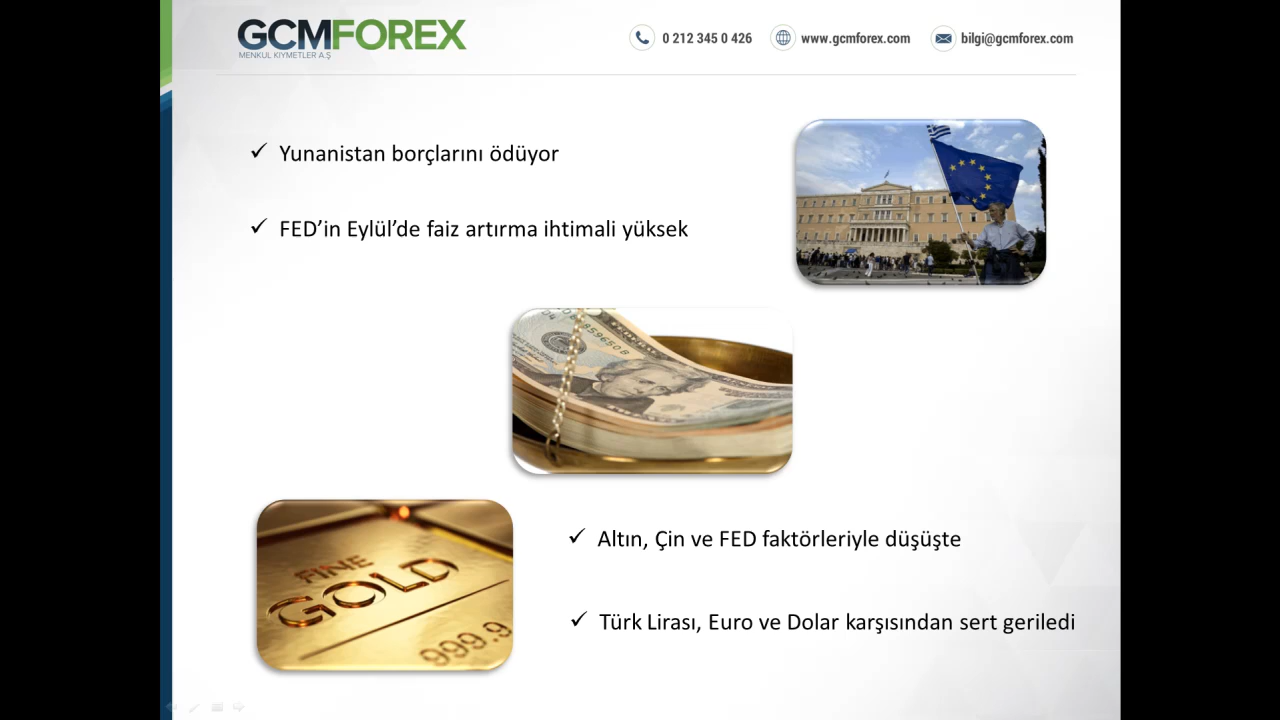 GCMFOREX
MENKUL KIYMETLER A.Ş
0 212 345 0 426
www.gcmforex.com
bilgi@gcmforex.com
Yunanistan borçlarını ödüyor
FED’in Eylül’de faiz artırma ihtimali yüksek
FINE
GOLD
999.9
Altın, Çin ve FED faktörleriyle düşüşte
Türk Lirası, Euro ve Dolar karşısından sert geriledi